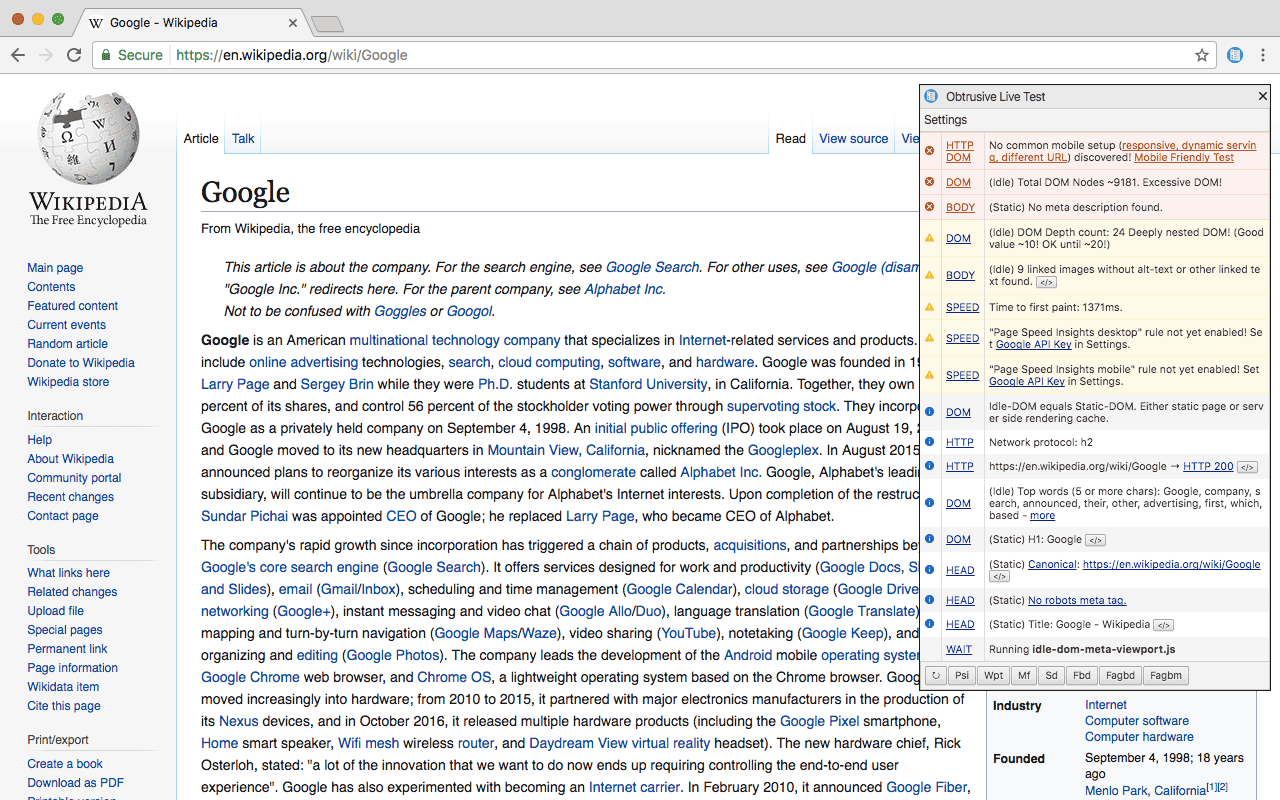 Google - Wikipedia
Secure
https://en.wikipedia.org/wiki/Google
WIKIPEDIA
The Free Encyclopedia
Main page
Contents
Featured content
Current events
Random article
Donate to Wikipedia
Wikipedia store
Interaction
Help
About Wikipedia
Community portal
Recent changes
Contact page
Tools
What links here
Related changes
Upload file
Special pages
Permanent link
Page information
Wikidata item
Cite this page
Print/export
Create a book
Download as PDF
Printable version
Article
Talk
Read
View source
Google
From Wikipedia, the free encyclopedia
This article is about the company. For the search engine, see Google Search. For other uses, see Google (disam
"Google Inc." redirects here. For the parent company, see Alphabet Inc.
Not to be confused with Goggles or Googol.
Google is an American multinational technology company that specializes in Internet-related services and products.
include online advertising technologies, search, cloud computing, software, and hardware. Google was founded in 19
Larry Page and Sergey Brin while they were Ph.D. students at Stanford University, in California. Together, they own
percent of its shares, and control 56 percent of the stockholder voting power through supervoting stock. They incorp
Google as a privately held company on September 4, 1998. An initial public offering (IPO) took place on August 19,
and Google moved to its new headquarters in Mountain View, California, nicknamed the Googleplex. In August 2015
announced plans to reorganize its various interests as a conglomerate called Alphabet Inc. Google, Alphabet's leadi
subsidiary, will continue to be the umbrella company for Alphabet's Internet interests. Upon completion of the restruc
Sundar Pichai was appointed CEO of Google; he replaced Larry Page, who became CEO of Alphabet.
The company's rapid growth since incorporation has triggered a chain of products, acquisitions, and partnerships be
Google's core search engine (Google Search). It offers services designed for work and productivity (Google Docs, S
and Slides), email (Gmail/Inbox), scheduling and time management (Google Calendar), cloud storage (Google Drive
networking (Google+), instant messaging and video chat (Google Allo/Duo), language translation (Google Translate)
mapping and turn-by-turn navigation (Google Maps/Waze), video sharing (YouTube), notetaking (Google Keep), and
organizing and editing (Google Photos). The company leads the development of the Android mobile operating syste
Google Chrome web browser, and Chrome OS, a lightweight operating system based on the Chrome browser. Goog
moved increasingly into hardware; from 2010 to 2015, it partnered with major electronics manufacturers in the production of
its Nexus devices, and in October 2016, it released multiple hardware products (including the Google Pixel smartphone,
Home smart speaker, Wifi mesh wireless router, and Daydream View virtual reality headset). The new hardware chief, Rick
Osterloh, stated: "a lot of the innovation that we want to do now ends up requiring controlling the end-to-end user
experience". Google has also experimented with becoming an Internet carrier. In February 2010, it announced Google Fiber,
Obtrusive Live Test
Settings
HTTP DOM No common mobile setup (responsive, dynamic servin
g, different URL) discovered! Mobile Friendly Test
DOM (Idle) Total DOM Nodes ~9181. Excessive DOM!
BODY (Static) No meta description found.
DOM (Idle) DOM Depth count: 24 Deeply nested DOM! (Good
value ~10! OK until ~20!)
BODY (Idle) 9 linked images without alt-text or other linked te
xt found. </>
SPEED Time to first paint: 1371ms.
SPEED "Page Speed Insights desktop" rule not yet enabled! Se
t Google API Key in Settings.
SPEED "Page Speed Insights mobile" rule not yet enabled! Set
Google API Key in Settings.
DOM Idle-DOM equals Static-DOM. Either static page or serv
er side rendering cache.
HTTP Network protocol: h2
HTTP https://en.wikipedia.org/wiki/Google → HTTP 200 </>
DOM (Idle) Top words (5 or more chars): Google, company, s
earch, announced, their, other, advertising, first, which,
based - more
DOM (Static) H1: Google </>
HEAD (Static) Canonical: https://en.wikipedia.org/wiki/Google
</>
HEAD (Static) No robots meta tag.
HEAD (Static) Title: Google - Wikipedia </>
WAIT Running idle-dom-meta-viewport.js
Psi Wpt Mf Sd Fbd Fagbd Fagbm
Industry
Internet
Computer software
Computer hardware
Founded
September 4, 1998; 18 years
ago
Menlo Park, California[1][2]